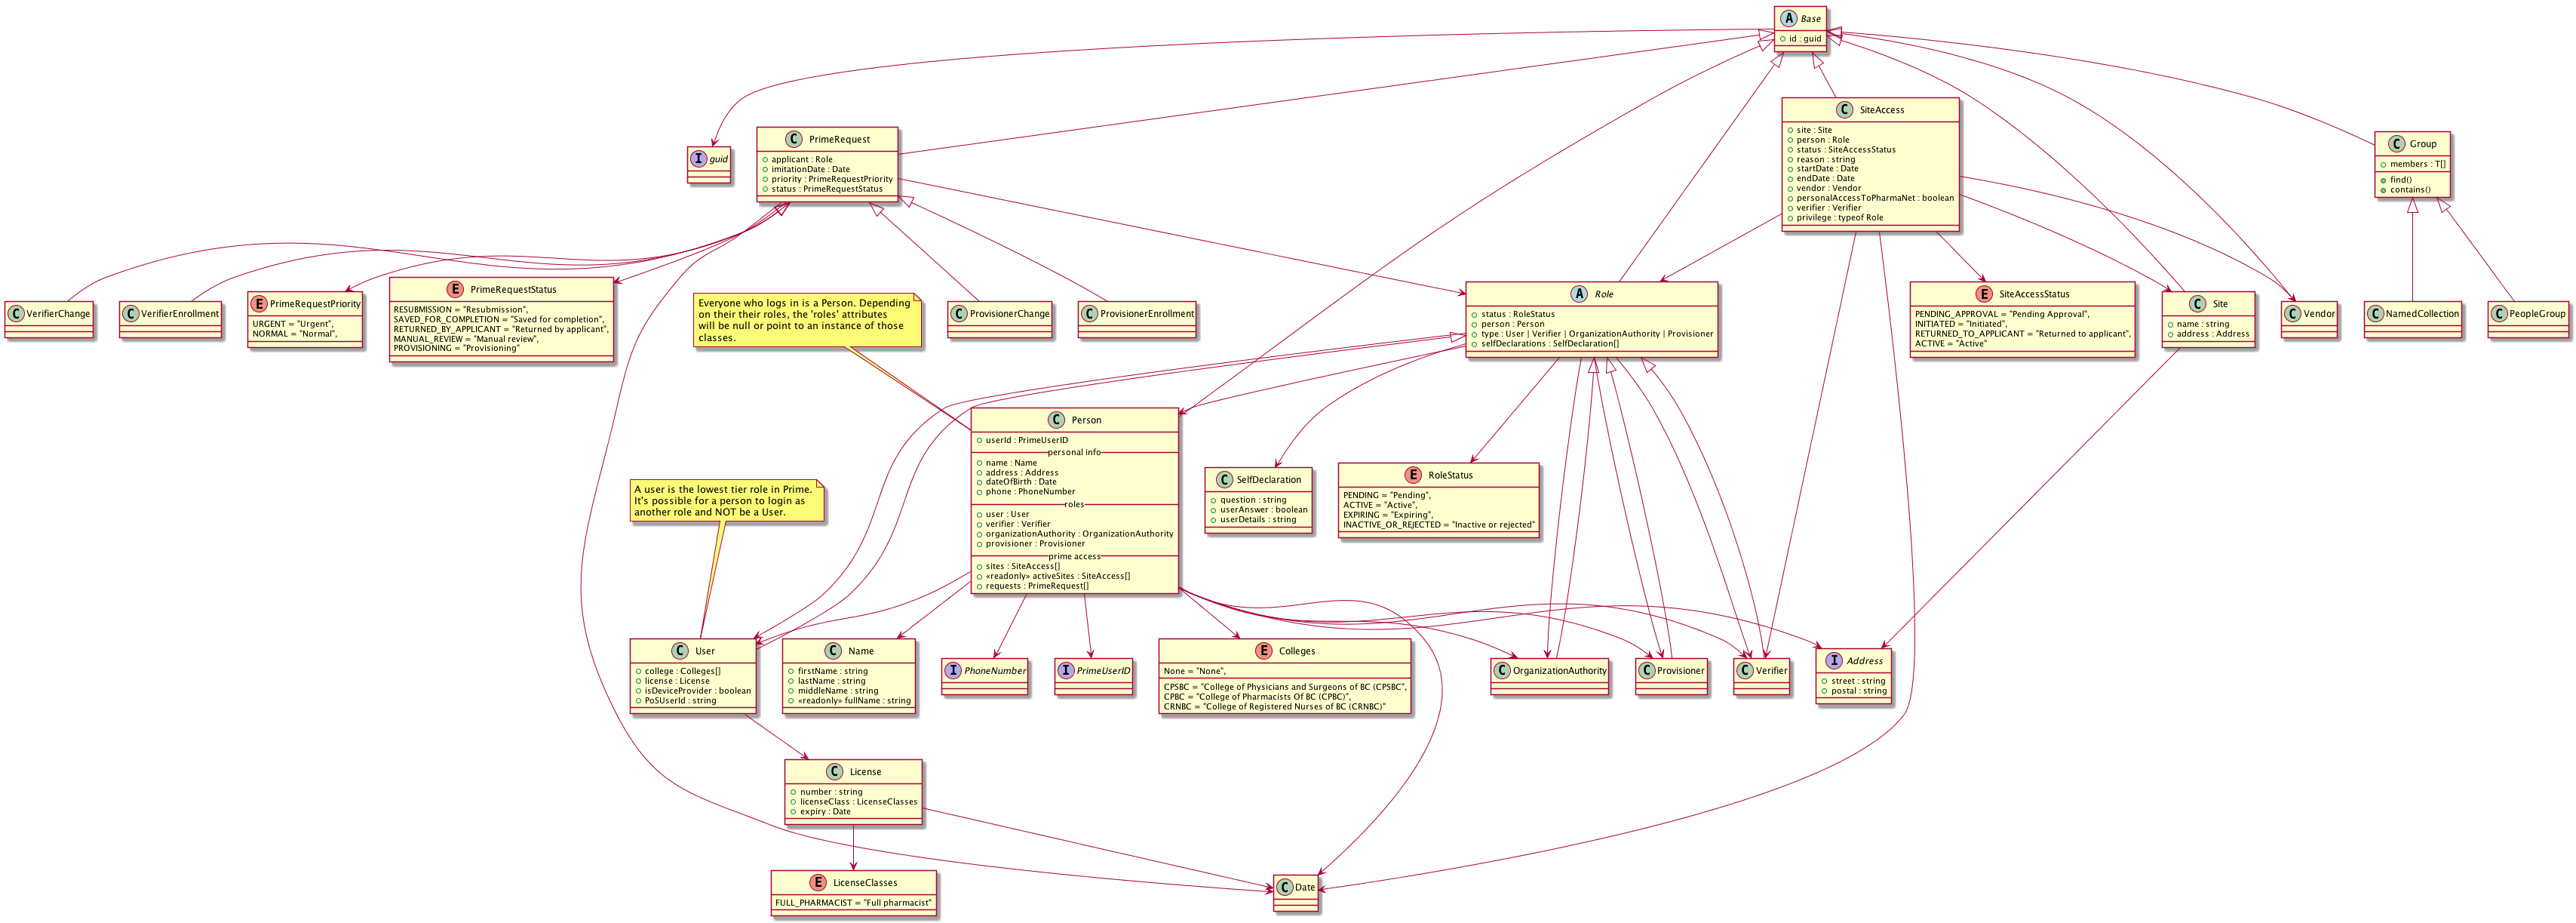 A Base
id : guid
I guid
C PrimeRequest
applicant : Role
imitationDate : Date
priority : PrimeRequestPriority
status : PrimeRequestStatus
C SiteAccess
site : Site
person : Role
status : SiteAccessStatus
reason : string
startDate : Date
endDate : Date
vendor : Vendor
personalAccessToPharmaNet : boolean
verifier : Verifier
privilege : typeof Role
C Group
members : T[]
find()
contains()
C VerifierChange
C VerifierEnrollment
E PrimeRequestPriority
URGENT = "Urgent",
NORMAL = "Normal",
E PrimeRequestStatus
RESUBMISSION = "Resubmission",
SAVED_FOR_COMPLETION = "Saved for completion",
RETURNED_BY_APPLICANT = "Returned by applicant",
MANUAL_REVIEW = "Manual review",
PROVISIONING = "Provisioning"
Everyone who logs in is a Person. Depending
on their their roles, the 'roles' attributes
will be null or point to an instance of those
classes.
C ProvisionerChange
C ProvisionerEnrollment
A Role
status : RoleStatus
person : Person
type : User | Verifier | OrganizationAuthority | Provisioner
selfDeclarations : SelfDeclaration[]
E SiteAccessStatus
PENDING_APPROVAL = "Pending Approval",
INITIATED = "Initiated",
RETURNED_TO_APPLICANT = "Returned to applicant",
ACTIVE = "Active"
C Site
name : string
address : Address
C Vendor
C NamedCollection
C PeopleGroup
C Person
userId : PrimeUserID
personal info
name : Name
address : Address
dateOfBirth : Date
phone : PhoneNumber
roles
user : User
verifier : Verifier
organizationAuthority : OrganizationAuthority
provisioner : Provisioner
prime access
sites : SiteAccess[]
«readonly» activeSites : SiteAccess[]
requests : PrimeRequest[]
C SelfDeclaration
question : string
userAnswer : boolean
userDetails : string
E RoleStatus
PENDING = "Pending",
ACTIVE = "Active",
EXPIRING = "Expiring",
INACTIVE_OR_REJECTED = "Inactive or rejected"
A user is the lowest tier role in Prime.
It's possible for a person to login as
another role and NOT be a User.
C User
college : Colleges[]
license : License
isDeviceProvider : boolean
PoSUserId : string
C Name
firstName : string
lastName : string
middleName : string
«readonly» fullName : string
I PhoneNumber
I PrimeUserID
E Colleges
None = "None",
CPSBC = "College of Physicians and Surgeons of BC (CPSBC",
CPBC = "College of Pharmacists Of BC (CPBC)",
CRNBC = "College of Registered Nurses of BC (CRNBC)"
C OrganizationAuthority
C Provisioner
C Verifier
I Address
street : string
postal : string
C License
number : string
licenseClass : LicenseClasses
expiry : Date
E LicenseClasses
FULL_PHARMACIST = "Full pharmacist"
C Date